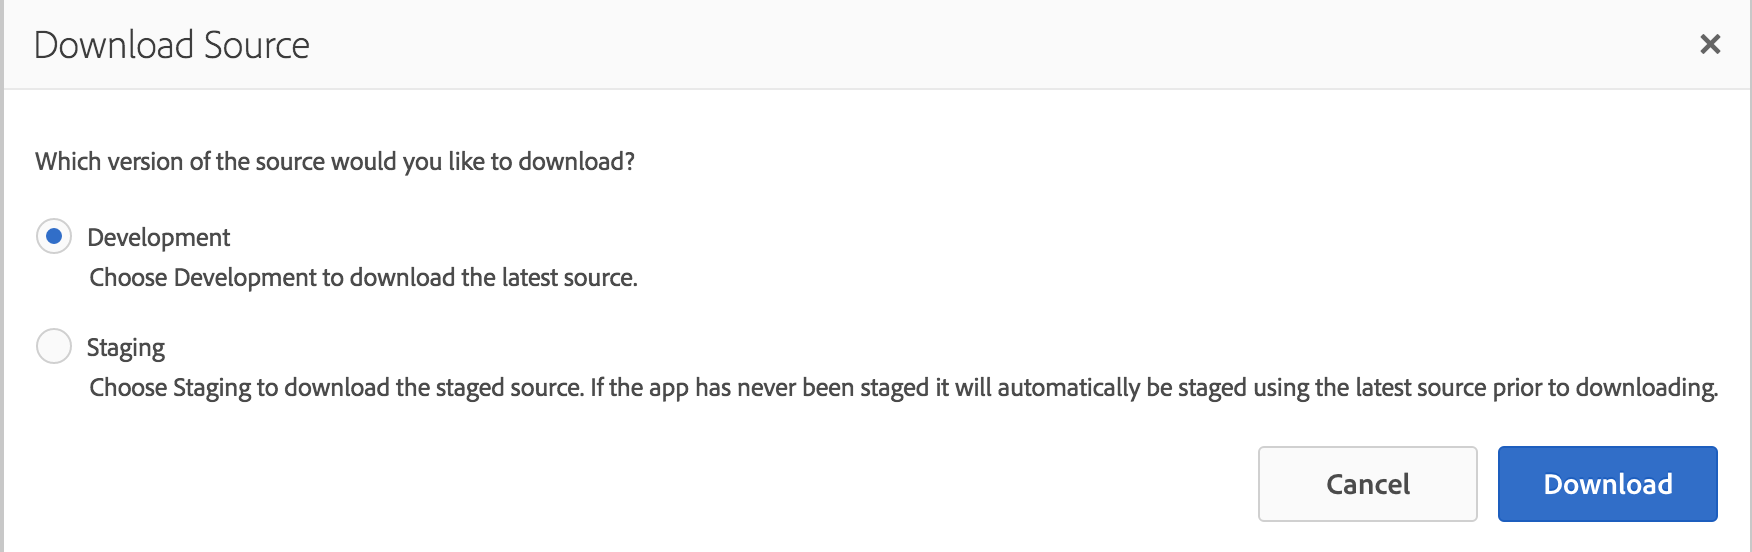 Download Source
Which version of the source would you like to download?
Development
Choose Development to download the latest source.
Staging
Choose Staging to download the staged source. If the app has never been staged it will automatically be staged using the latest source prior to downloading.
Cancel
Download